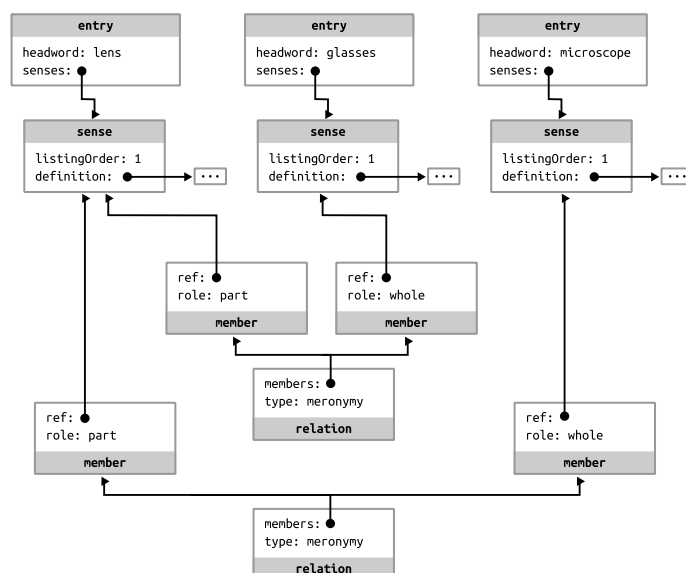 entry
headword: lens
senses:
entry
headword: glasses
senses:
entry
headword: microscope
senses:
sense
listingOrder: 1
definition:
...
sense
listingOrder: 1
definition:
...
sense
listingOrder: 1
definition:
...
ref:
role: part
member
ref:
role: whole
member
members:
type: meronymy
relation
ref:
role: part
member
ref:
role: whole
member
members:
type: meronymy
relation